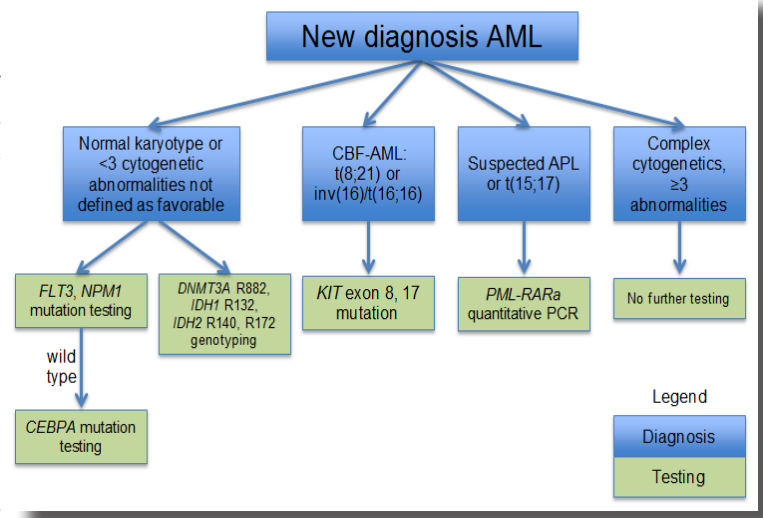 New diagnosis AML
Normal karyotype or
<3 cytogenetic
abnormalities not
defined as favorable
CBF-AML:
t(8;21) or
inv(16)/t(16;16)
Suspected APL
or t(15;17)
Complex
cytogenetics,
≥3
abnormalities
FLT3, NPM1
mutation testing
DNMT3A R882,
IDH1 R132,
IDH2 R140, R172
genotyping
KIT exon 8, 17
mutation
PML-RARa
quantitative PCR
No further testing
wild
type
CEBPA mutation
testing
Legend
Diagnosis
Testing